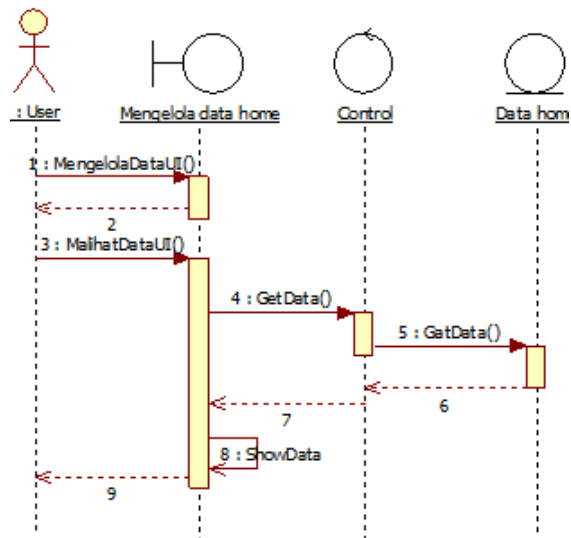 : User
Mengelola data home
Control
Data home
1 : MengelolaDataUI()
2
3 : MalihatDataUI()
4 : GetData()
5 : GatData()
6
7
8 : ShowData
9